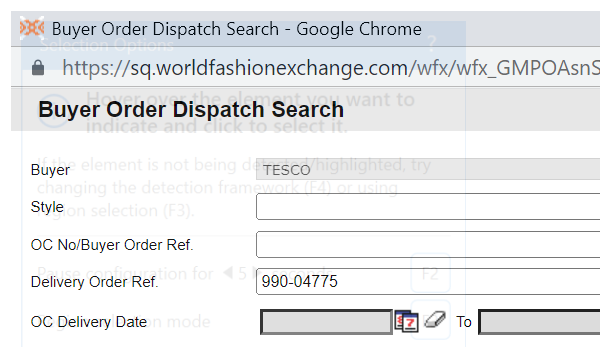 Buyer Order Dispatch Search - Google Chrome
Selection Options ?
https://sq.worldfashionexchange.com/wfx/wfx_GMPOAsnS
Hover over the element you want to
Buyer Order Dispatch Search
indicate and click to select it.
If the element is not being detected/highlighted, try
Buyer TESCO
changing the detection framework (F4) or using
Style
region selection (F3).
OC No/Buyer Order Ref.
Pause configuration for 5 F2
Delivery Order Ref. 990-04775
OC Delivery Date To
mode